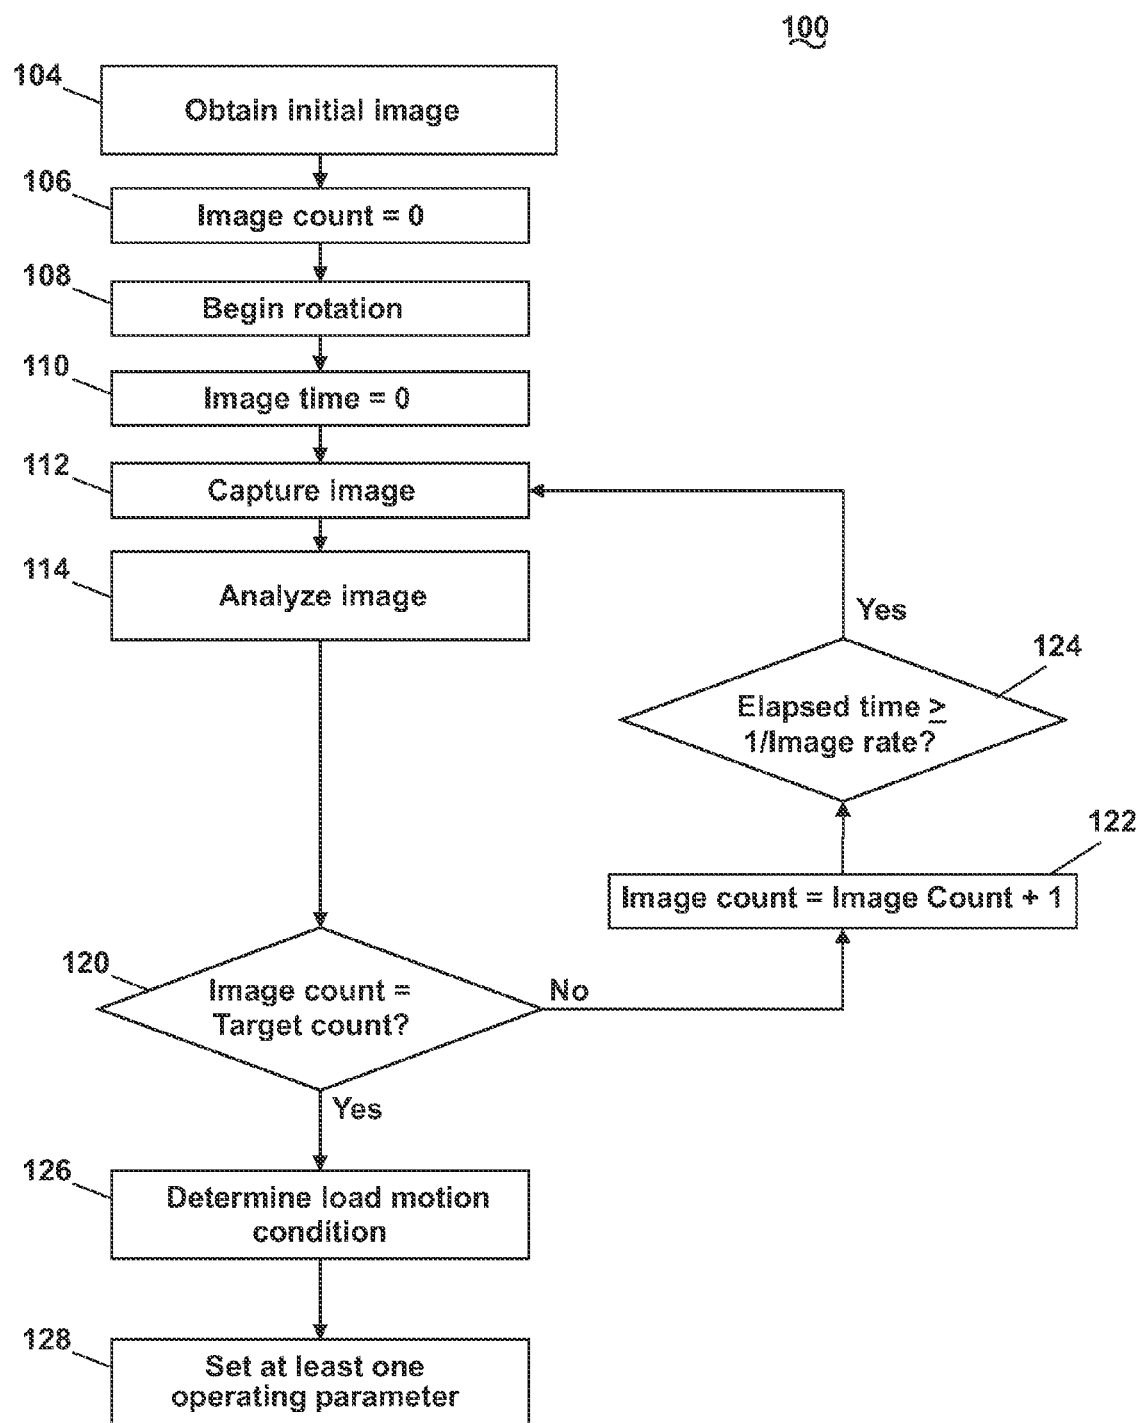 100
104
Obtain initial image
106
Image count = 0
108
Begin rotation
110
Image time = 0
112
Capture image
114
Analyze image
Yes
124
Elapsed time ≥
1/Image rate?
122
Image count = Image Count + 1
120
Image count =
Target count?
No
Yes
126
Determine load motion
condition
128
Set at least one
operating parameter